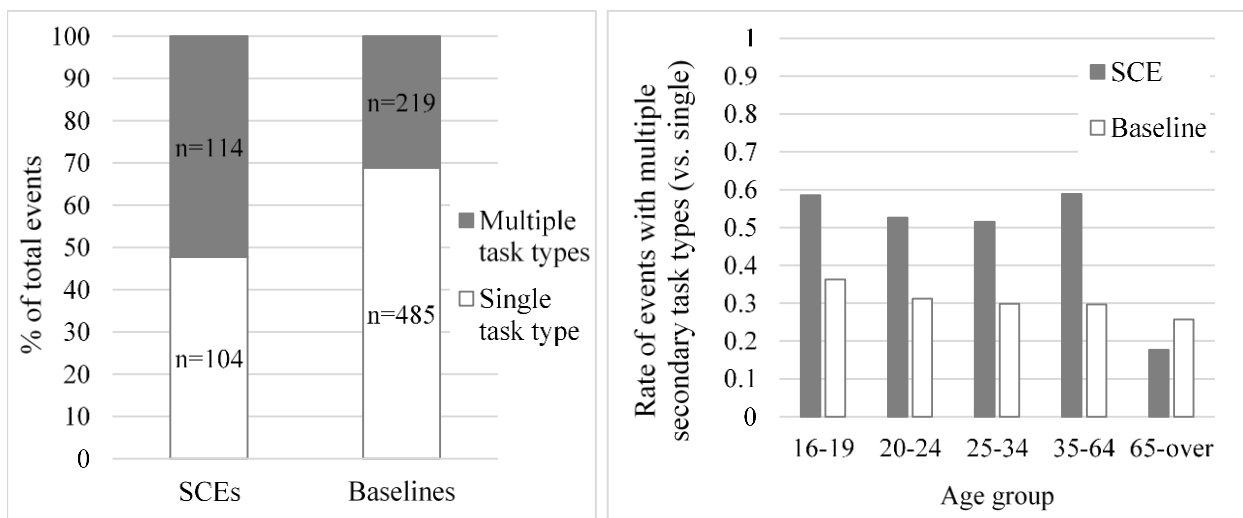 % of total events
100
90
80
70
60
50
40
30
20
10
0
n=114
n=104
n=219
n=485
SCEs
Baselines
Multiple
task types
Single
task type
Rate of events with multiple
secondary task types (vs. single)
1
0.9
0.8
0.7
0.6
0.5
0.4
0.3
0.2
0.1
0
SCE
Baseline
16-19
20-24
25-34
35-64
65-over
Age group